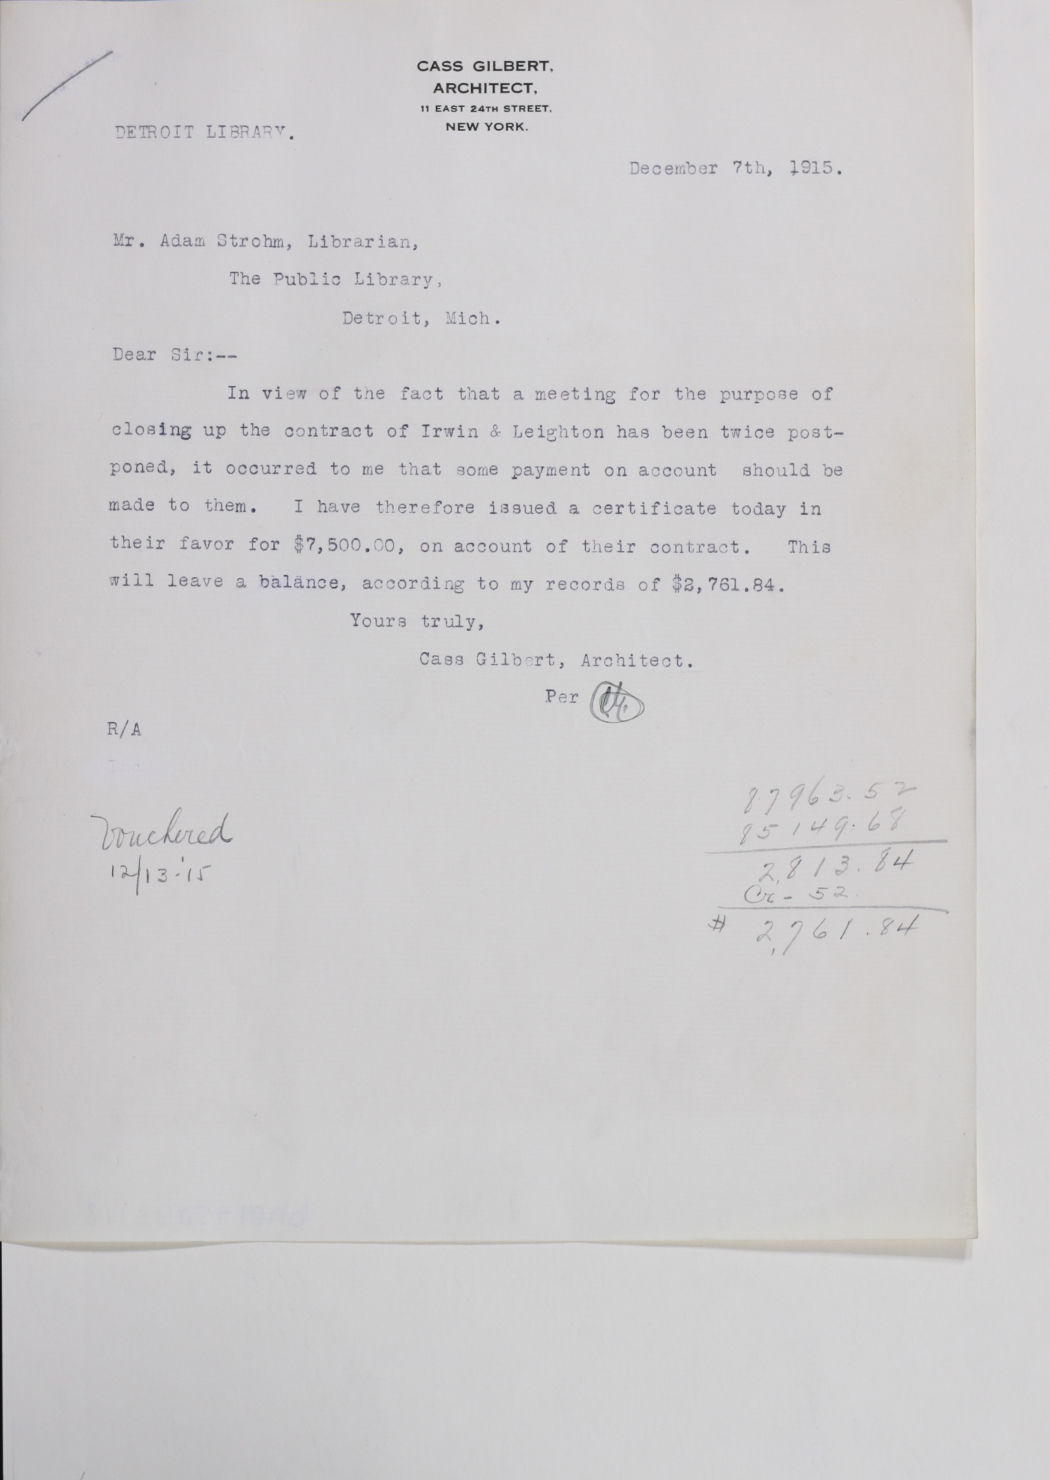 CASS GILBERT,
ARCHITECT,
11 EAST 24TH STREET,
NEW YORK.
DETROIT LIBRARY.
December 7th, 1915.
Mr. Adam Strohm, Librarian,
The Public Library,
Detroit, Mich.
Dear Sir:--
In view of the fact that a meeting for the purpose of
closing up the contract of Irwin & Leighton has been twice post-
poned, it occurred to me that some payment on account should be
made to them. I have therefore issued a certificate today in
their favor for $7,500.00, on account of their contract. This
will leave a balance, according to my records of $2,761.84.
Yours truly,
Cass Gilbert, Architect.
Per
R/A
87963.52
85149.68
2,813.84
Cr - 52.
$ 2,761.84
Vouchered
12/13-'15